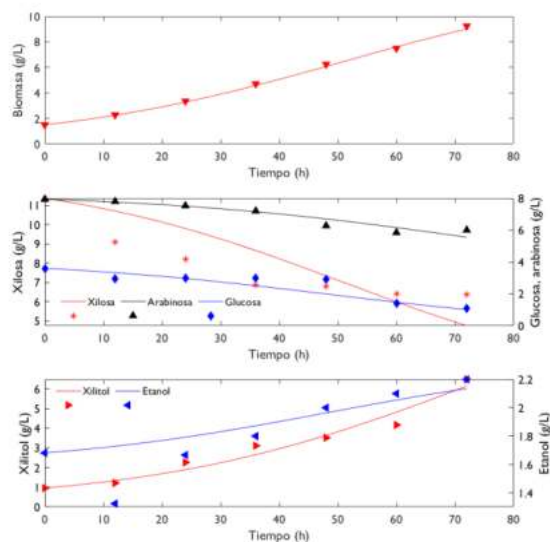 10
8
6
4
2
0
Biomasa (g/L)
0 10 20 30 40 50 60 70 80
Tiempo (h)
11
10
9
8
7
6
5
Xilosa (g/L)
8
6
4
2
0
Glucosa, arabinosa (g/L)
Xilosa Arabinosa Glucosa
0 10 20 30 40 50 60 70 80
Tiempo (h)
6
5
4
3
2
1
0
Xilitol (g/L)
2.2
2
1.8
1.6
1.4
Etanol (g/L)
Xilitol Etanol
0 10 20 30 40 50 60 70 80
Tiempo (h)